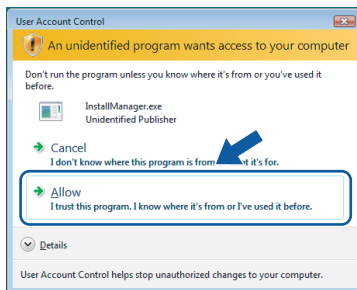 User Account Control
An unidentified program wants access to your computer
Don't run the program unless you know where it's from or you've used it
before.
InstallManager.exe
Unidentified Publisher
Cancel
I don't know where this program is from it's for.
Allow
I trust this program. I know where it's from or I've used it before.
Details
User Account Control helps stop unauthorized changes to your computer.